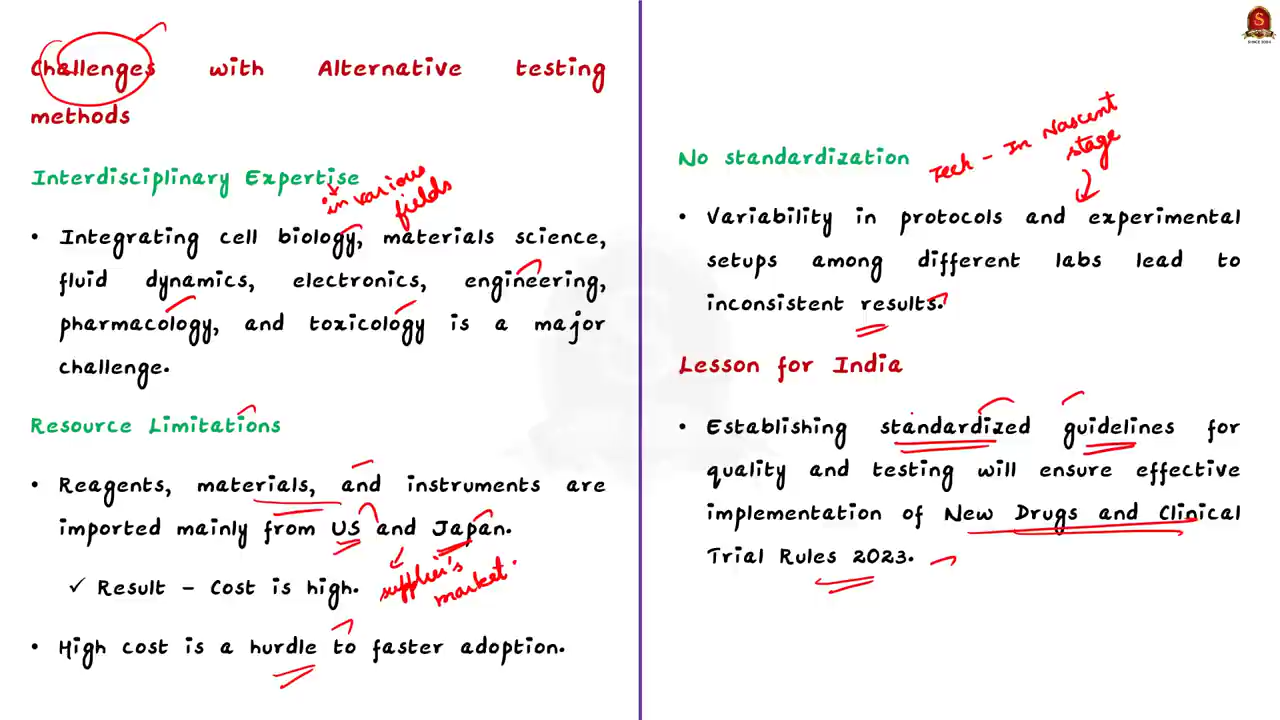 Challenges with Alternative testing
methods
Interdisciplinary Expertise
in various
fields
• Integrating cell biology, materials science,
fluid dynamics, electronics, engineering,
pharmacology, and toxicology is a major
challenge.
Resource Limitations
• Reagents, materials, and instruments are
imported mainly from US and Japan.
✓ Result - Cost is high.
supplier's
market.
• High cost is a hurdle to faster adoption.
No standardization
Tech - In Nascent
stage
• Variability in protocols and experimental
setups among different labs lead to
inconsistent results.
Lesson for India
• Establishing standardized guidelines for
quality and testing will ensure effective
implementation of New Drugs and Clinical
Trial Rules 2023.
S
SINCE 2004